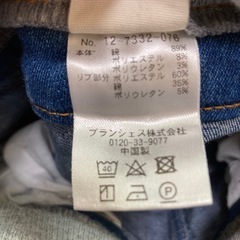 No. 12-7332-076
本体 綿 89%
ポリエステル 8%
ポリウレタン 3%
リブ部分 ポリエステル 60%
綿 35%
ポリウレタン 5%
ブランシェス株式会社
0120-33-9077
中国製
40
P